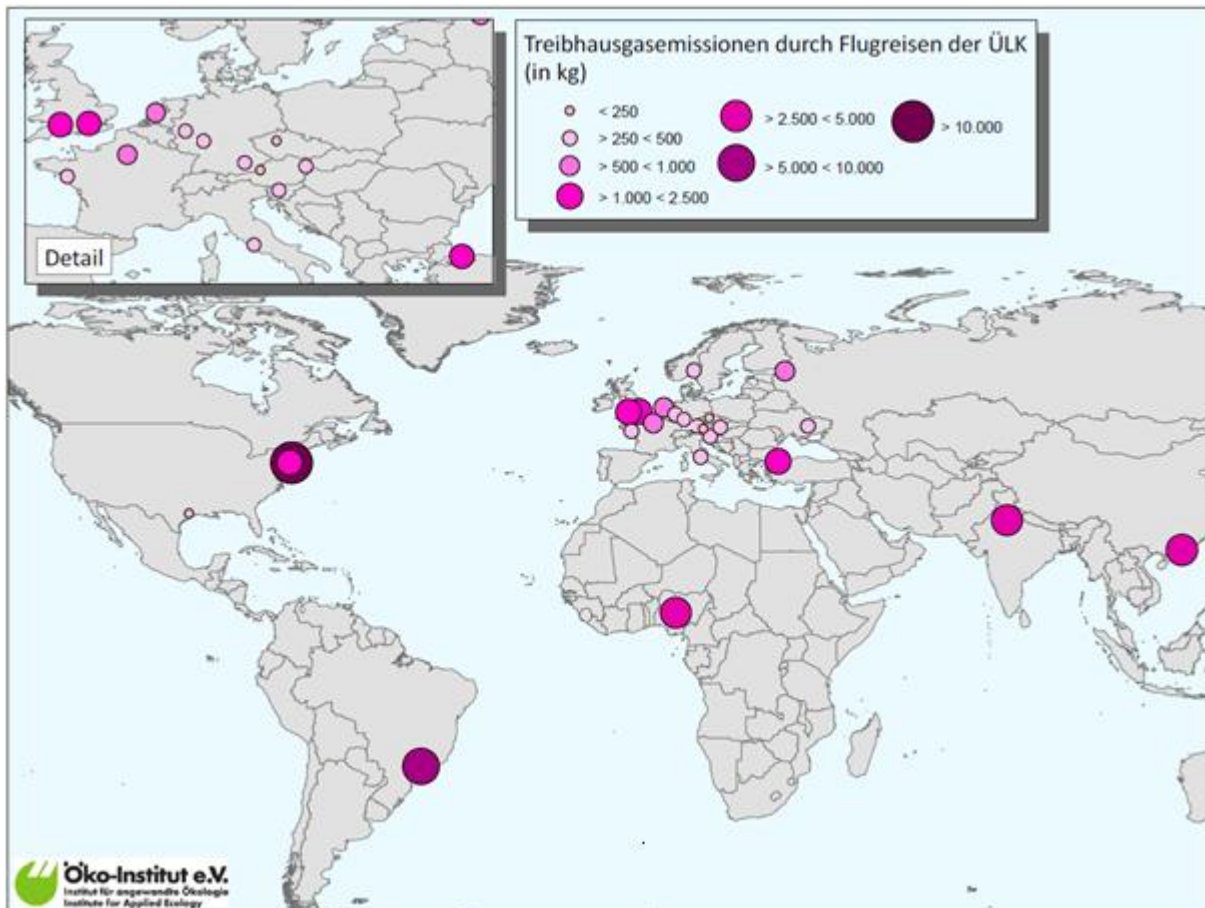 Treibhausgasemissionen durch Flugreisen der ÜLK
(in kg)
< 250
> 250 < 500
> 500 < 1.000
> 1.000 < 2.500
> 2.500 < 5.000
> 5.000 < 10.000
> 10.000
Detail
Öko-Institut e.V.
Institut für angewandte Ökologie
Institute for Applied Ecology